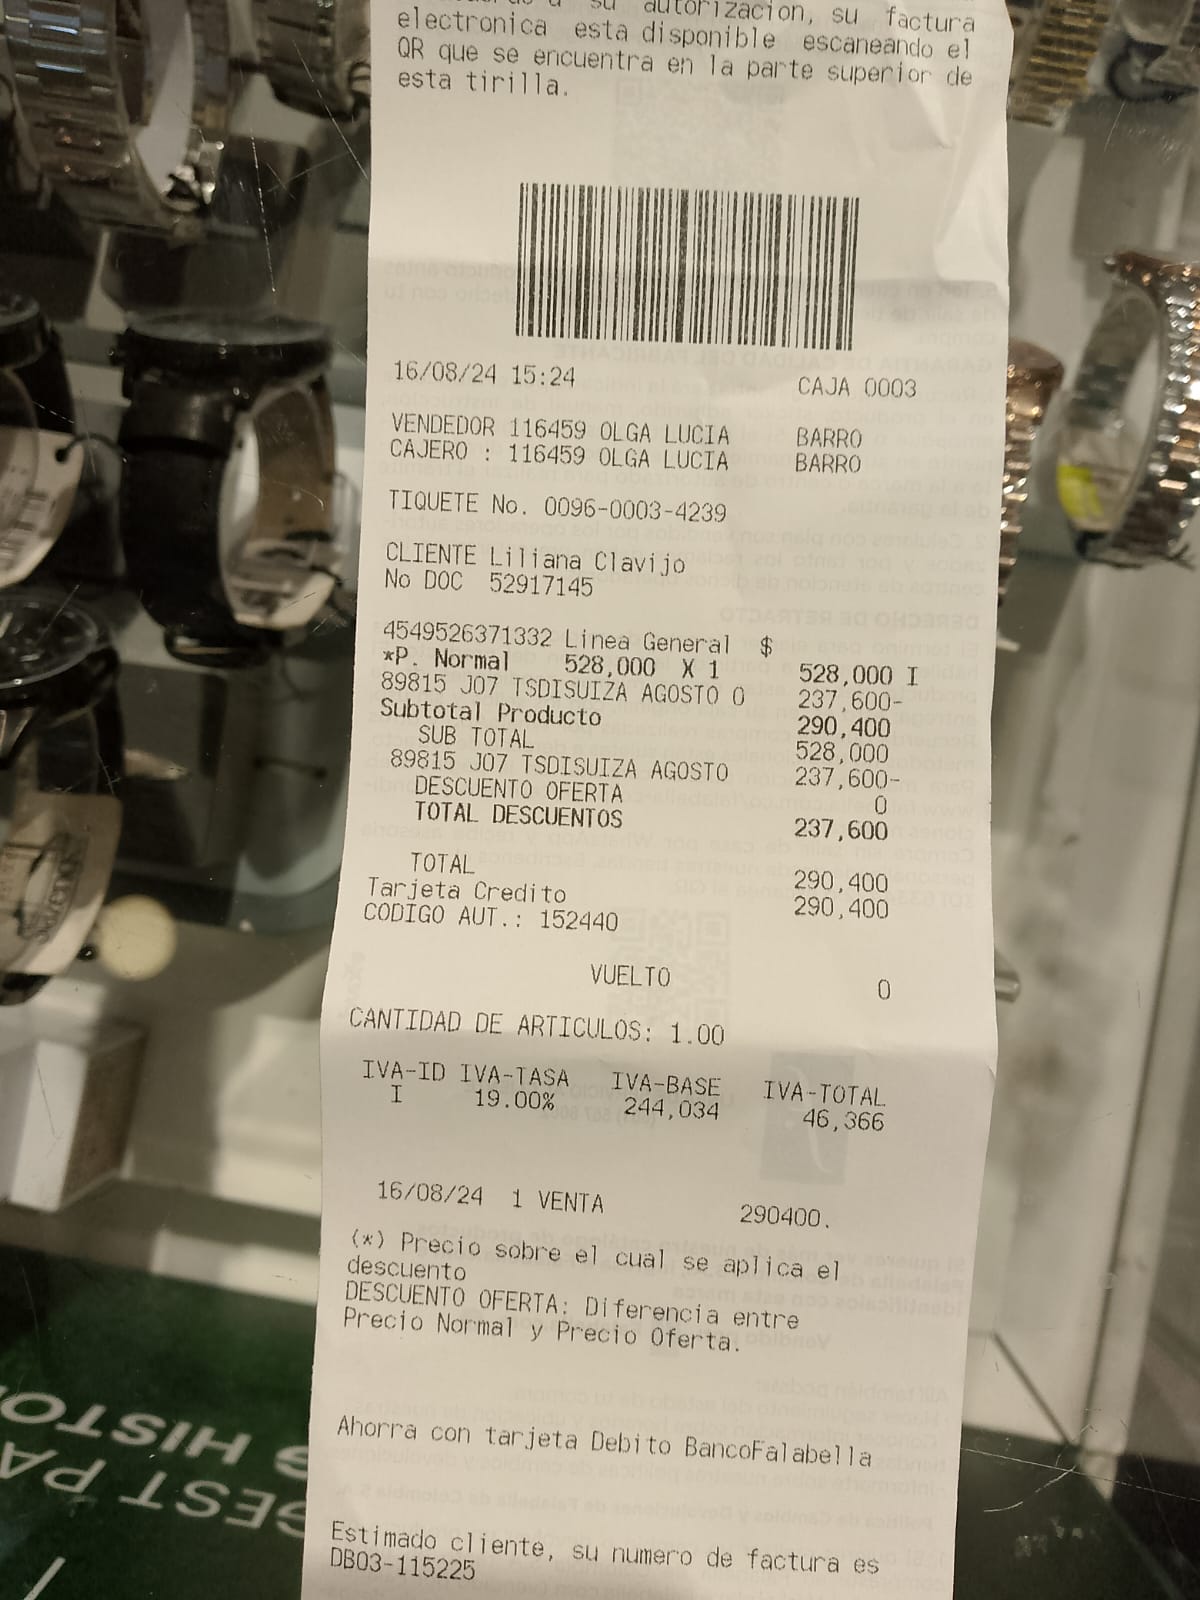 su autorizacion, su factura
electronica esta disponible escaneando el
QR que se encuentra en la parte superior de
esta tirilla.
16/08/24 15:24 CAJA 0003
VENDEDOR 116459 OLGA LUCIA BARRO
CAJERO : 116459 OLGA LUCIA BARRO
TIQUETE No. 0096-0003-4239
CLIENTE Liliana Clavijo
No DOC 52917145
4549526371332 Linea General $
*P. Normal 528,000 X 1 528,000 I
89815 J07 TSDISUIZA AGOSTO 0 237,600-
Subtotal Producto 290,400
SUB TOTAL 528,000
89815 J07 TSDISUIZA AGOSTO 237,600-
DESCUENTO OFERTA 0
TOTAL DESCUENTOS 237,600
TOTAL 290,400
Tarjeta Credito 290,400
CODIGO AUT.: 152440
VUELTO 0
CANTIDAD DE ARTICULOS: 1.00
IVA-ID IVA-TASA IVA-BASE IVA-TOTAL
I 19.00% 244,034 46,366
16/08/24 1 VENTA 290400.
(*) Precio sobre el cual se aplica el
descuento
DESCUENTO OFERTA: Diferencia entre
Precio Normal y Precio Oferta.
Ahorra con tarjeta Debito BancoFalabella
Estimado cliente, su numero de factura es
DB03-115225